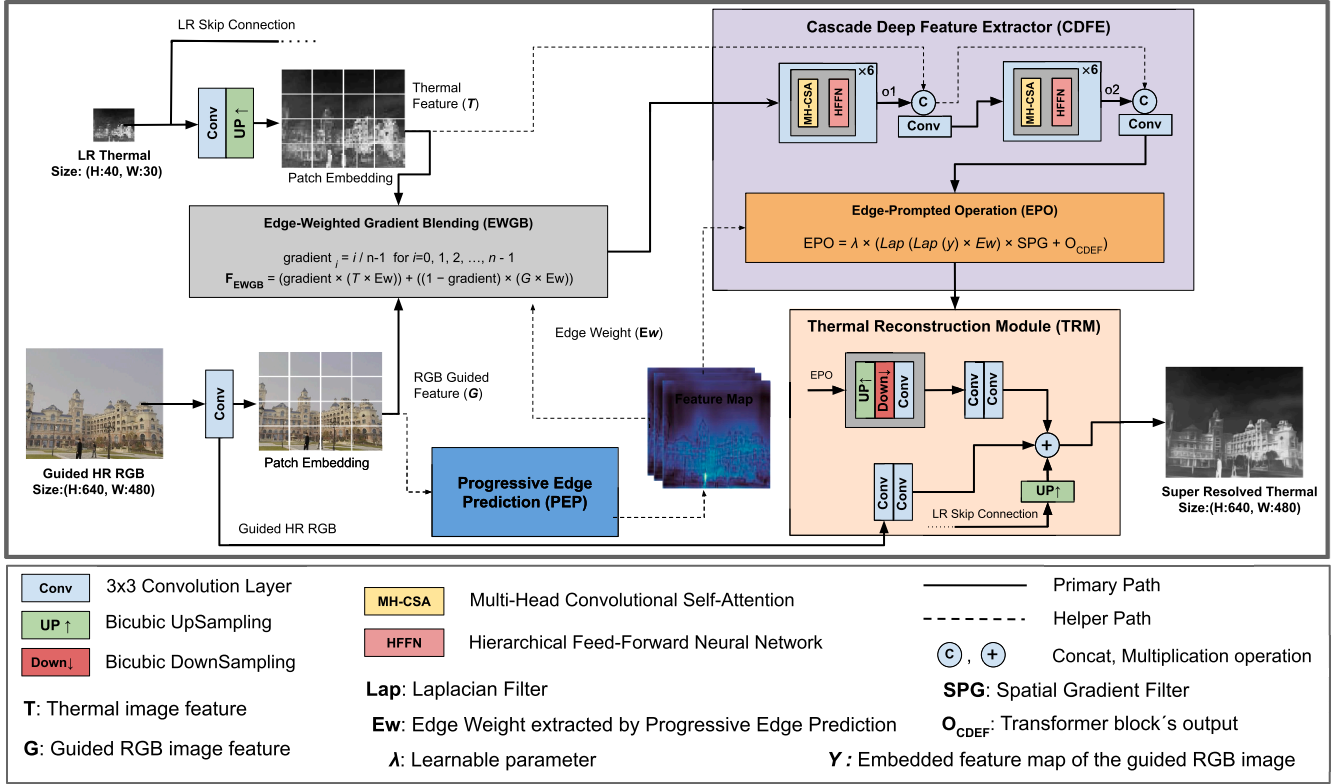 LR Skip Connection
Cascade Deep Feature Extractor (CDFE)
Conv
UP ↑
Thermal
Feature (T)
×6
MH-CSA
HFFN
o1
C
Conv
×6
MH-CSA
HFFN
o2
C
Conv
LR Thermal
Size: (H:40, W:30)
Patch Embedding
Edge-Weighted Gradient Blending (EWGB)
gradient i = i / n-1 for i=0, 1, 2, …, n - 1
F_EWGB = (gradient × (T × Ew)) + ((1 − gradient) × (G × Ew))
Edge-Prompted Operation (EPO)
EPO = λ × (Lap (Lap (y) × Ew) × SPG + O_CDEF)
Edge Weight (Ew)
Thermal Reconstruction Module (TRM)
EPO
UP↑
Down↓
Conv
Conv
Conv
+
Conv
Conv
UP↑
LR Skip Connection
Conv
RGB Guided
Feature (G)
Feature Map
Patch Embedding
Guided HR RGB
Size:(H:640, W:480)
Progressive Edge
Prediction (PEP)
Guided HR RGB
Super Resolved Thermal
Size:(H:640, W:480)
Conv 3x3 Convolution Layer
UP ↑ Bicubic UpSampling
Down↓ Bicubic DownSampling
T: Thermal image feature
G: Guided RGB image feature
MH-CSA Multi-Head Convolutional Self-Attention
HFFN Hierarchical Feed-Forward Neural Network
Lap: Laplacian Filter
Ew: Edge Weight extracted by Progressive Edge Prediction
λ: Learnable parameter
Primary Path
Helper Path
C , + Concat, Multiplication operation
SPG: Spatial Gradient Filter
O_CDEF: Transformer block´s output
Y : Embedded feature map of the guided RGB image